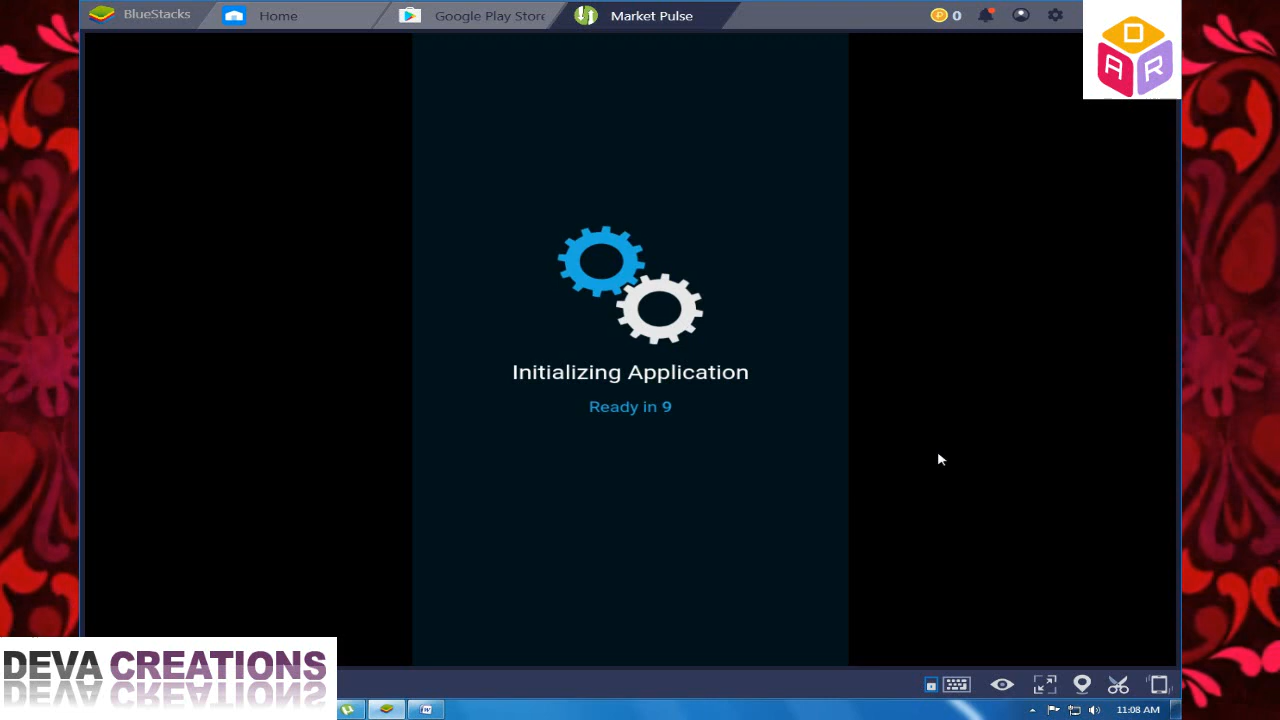 BlueStacks
Home
Google Play Store
Market Pulse
P 0
D
A R
Initializing Application
Ready in 9
DEVA CREATIONS
11:08 AM